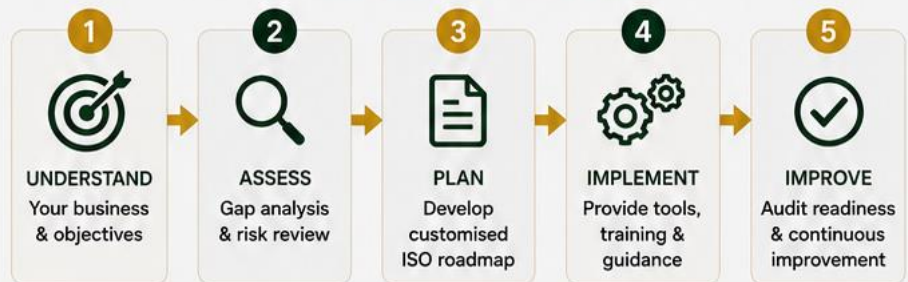 1
UNDERSTAND
Your business
& objectives
2
ASSESS
Gap analysis
& risk review
3
PLAN
Develop
customised
ISO roadmap
4
IMPLEMENT
Provide tools,
training &
guidance
5
IMPROVE
Audit readiness
& continuous
improvement